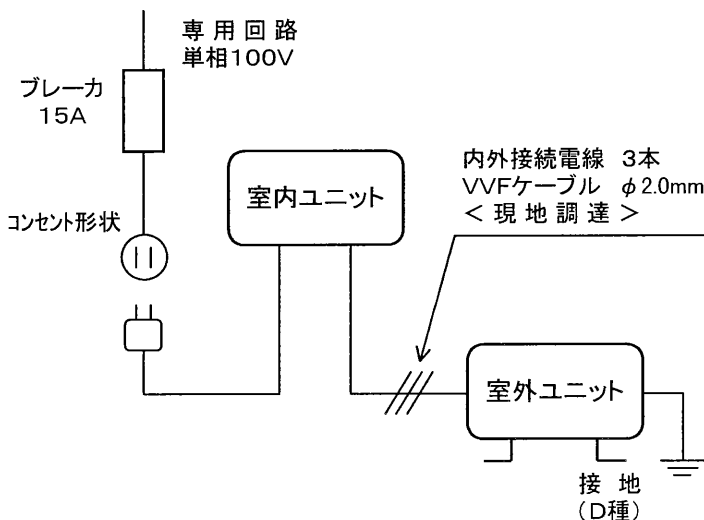 専用回路
単相100V
ブレーカ
15A
コンセント形状
室内ユニット
内外接続電線 3本
VVFケーブル φ2.0mm
<現地調達>
室外ユニット
接地
(D種)